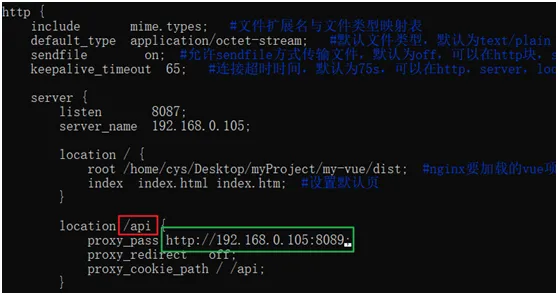 http {
include mime.types; #文件扩展名与文件类型映射表
default_type application/octet-stream; #默认文件类型，默认为text/plain
sendfile on; #允许sendfile方式传输文件，默认为off，可以在http块，s
keepalive_timeout 65; #连接超时时间，默认为75s，可以在http，server，loc
server {
listen 8087;
server_name 192.168.0.105;
location / {
root /home/cys/Desktop/myProject/my-vue/dist; #nginx要加载的vue项
index index.html index.htm; #设置默认页
}
location /api {
proxy_pass http://192.168.0.105:8089;
proxy_redirect off;
proxy_cookie_path / /api;
}